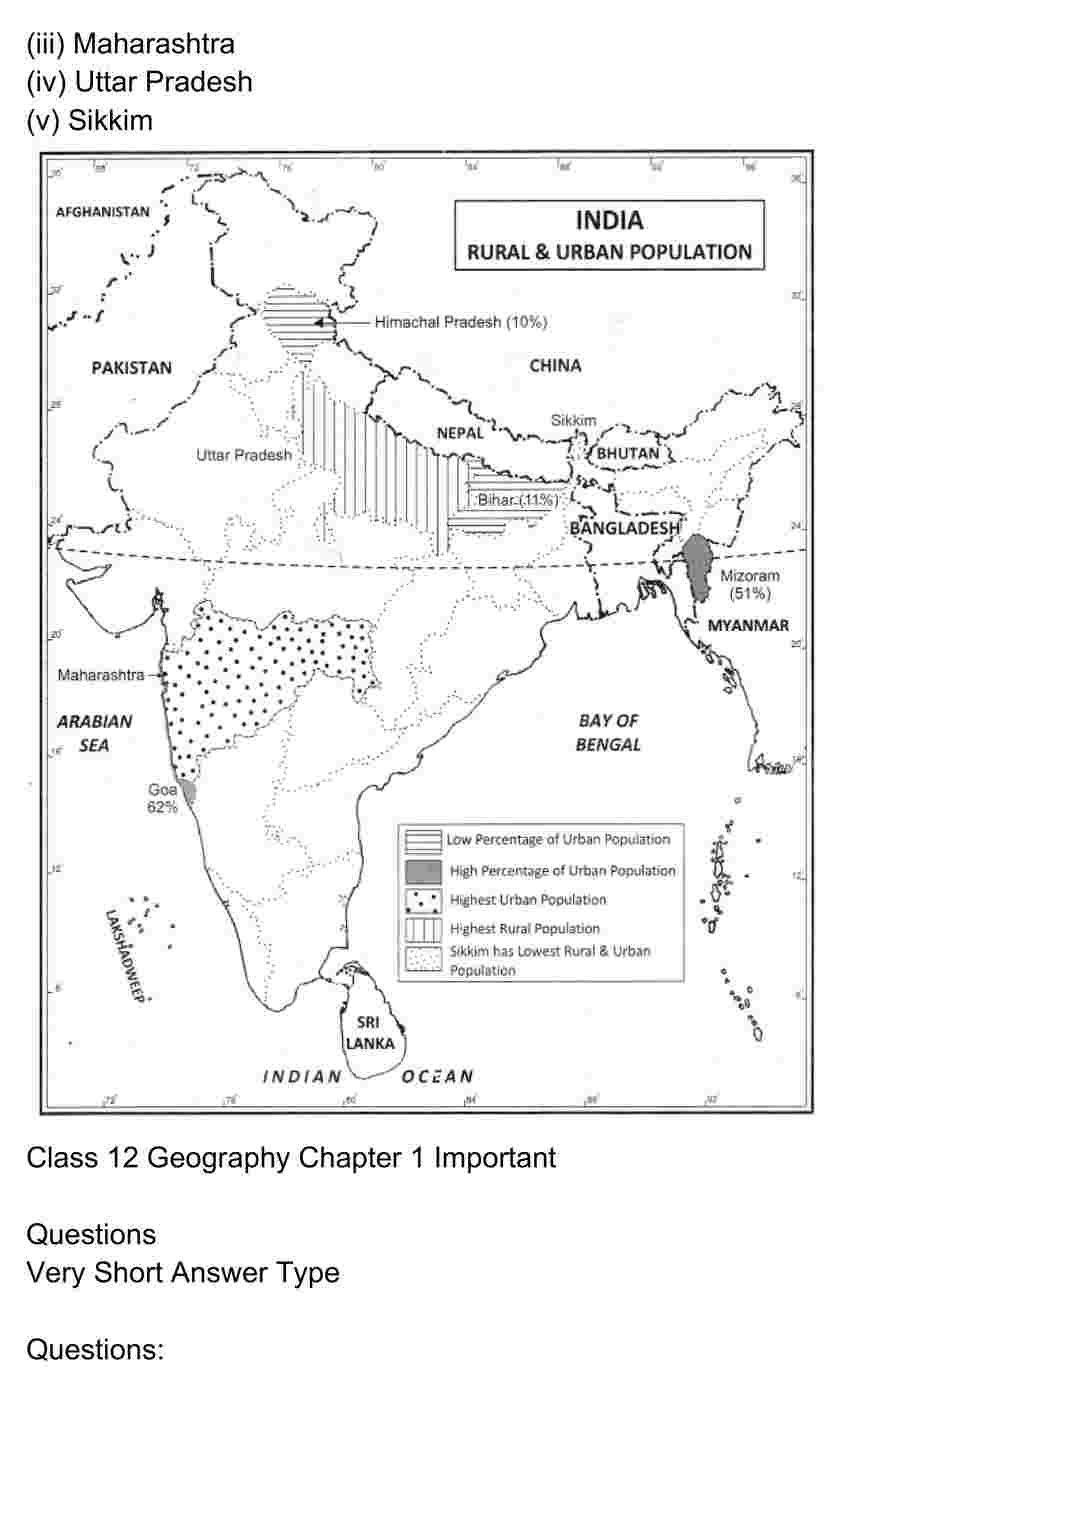 (iii) Maharashtra
(iv) Uttar Pradesh
(v) Sikkim
AFGHANISTAN
INDIA
RURAL & URBAN POPULATION
Himachal Pradesh (10%)
PAKISTAN
CHINA
Sikkim
NEPAL
BHUTAN
Uttar Pradesh
Bihar (11%)
BANGLADESH
Mizoram
(51%)
MYANMAR
Maharashtra
ARABIAN
SEA
BAY OF
BENGAL
Goa
62%
Low Percentage of Urban Population
High Percentage of Urban Population
Highest Urban Population
Highest Rural Population
Sikkim has Lowest Rural & Urban
Population
LAKSHADWEEP
SRI
LANKA
INDIAN OCEAN
Class 12 Geography Chapter 1 Important
Questions
Very Short Answer Type
Questions: